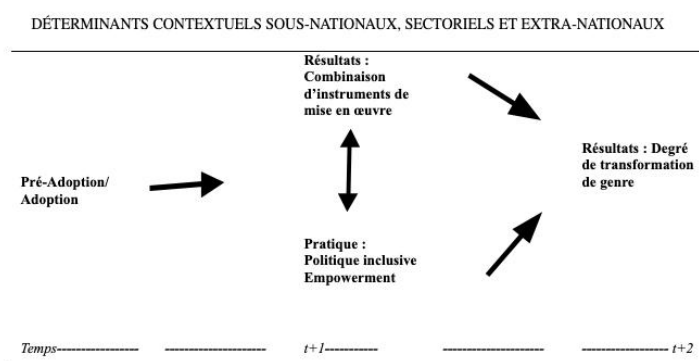 DÉTERMINANTS CONTEXTUELS SOUS-NATIONAUX, SECTORIELS ET EXTRA-NATIONAUX
Résultats :
Combinaison
d'instruments de
mise en œuvre
Pré-Adoption/
Adoption
Résultats : Degré
de transformation
de genre
Pratique :
Politique inclusive
Empowerment
Temps----------------- --------------------- t+1----------- --------------------- ------------------ t+2